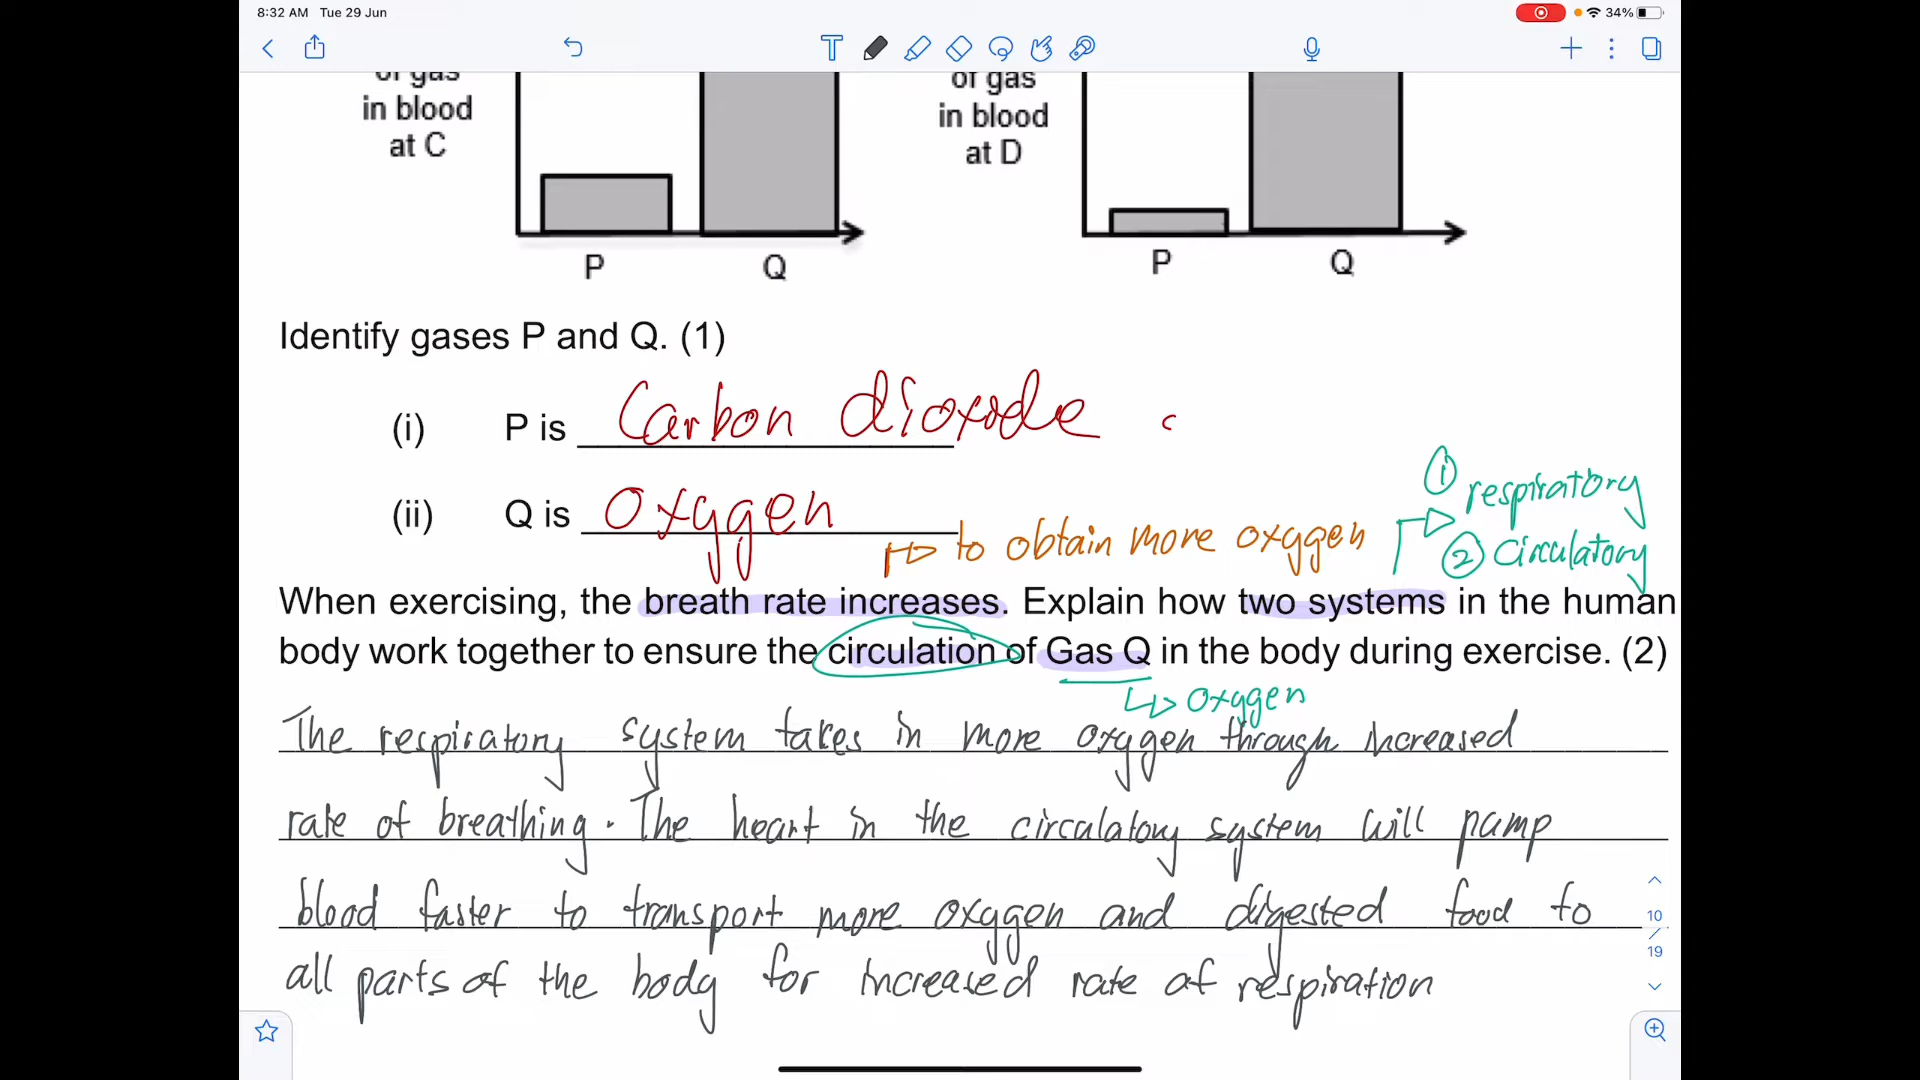 8:32 AM Tue 29 Jun
34%
of gas
in blood
at C
of gas
in blood
at D
P
Q
P
Q
Identify gases P and Q. (1)
(i) P is Carbon dioxide c
(ii) Q is Oxygen
① respiratory
② circulatory
to obtain more oxygen
When exercising, the breath rate increases. Explain how two systems in the human
body work together to ensure the circulation of Gas Q in the body during exercise. (2)
oxygen
The respiratory system takes in more oxygen through increased
rate of breathing. The heart in the circulatory system will pump
blood faster to transport more oxygen and digested food to
all parts of the body for increased rate of respiration
10
/
19